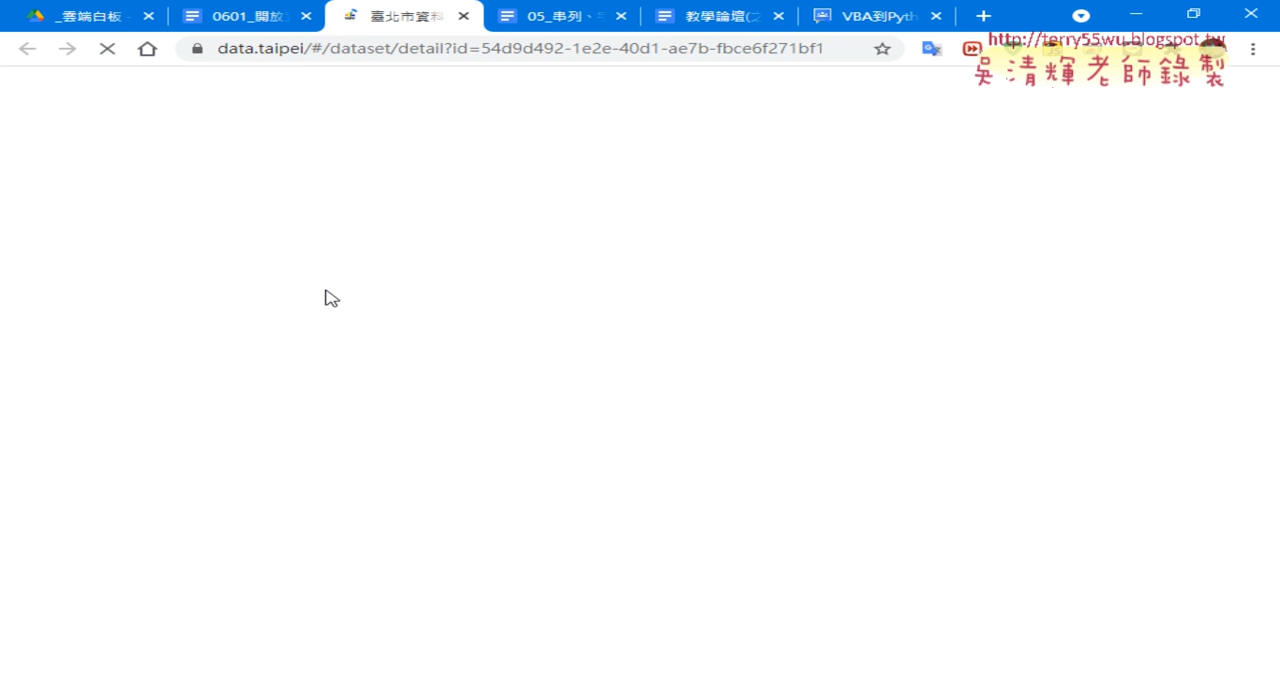 _雲端白板 -
0601_開放
臺北市資料
05_串列、
教學論壇(之
VBA到Pyth
data.taipei/#/dataset/detail?id=54d9d492-1e2e-40d1-ae7b-fbce6f271bf1
http://terry55wu.blogspot.tw
吳清輝老師錄製